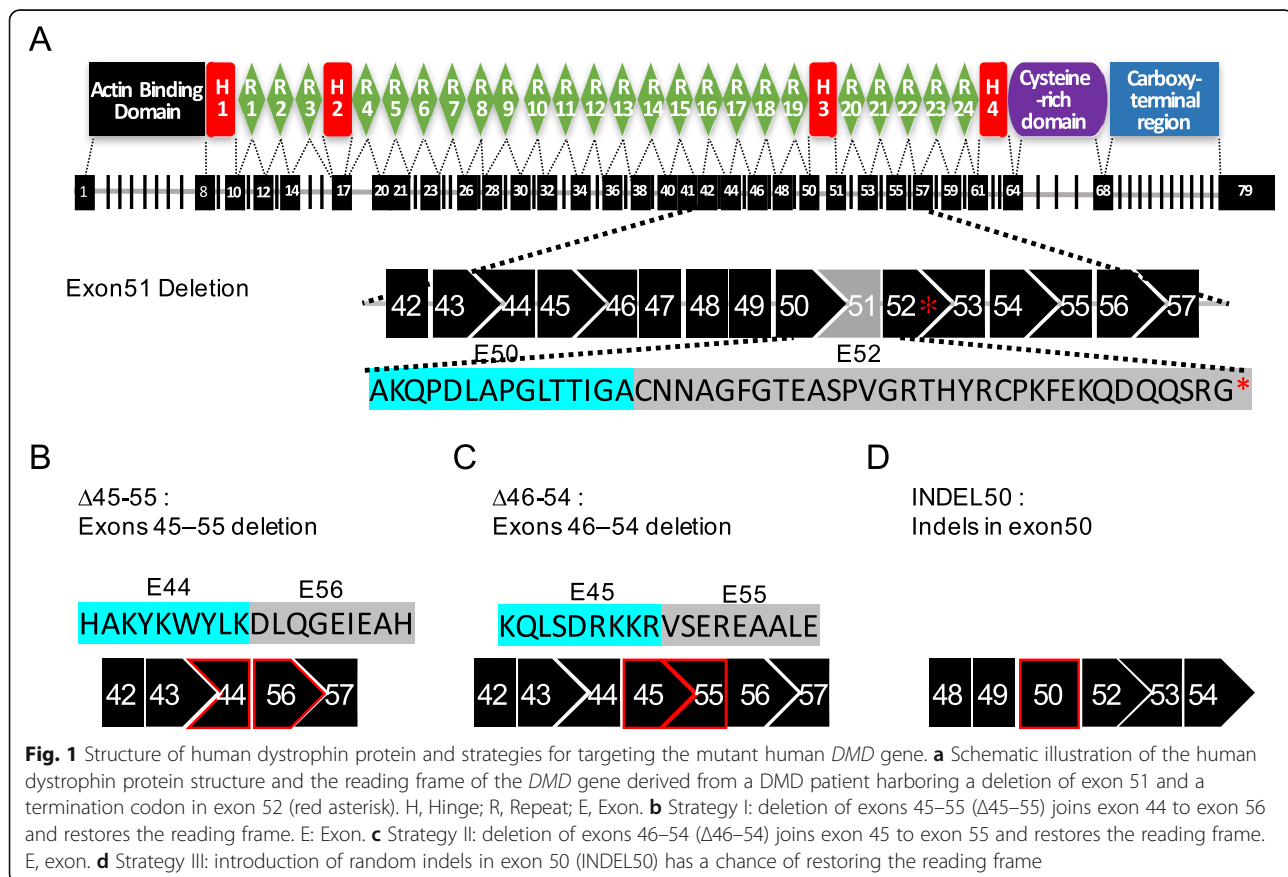 A
Actin Binding Domain H 1 R 1 R 2 R 3 H 2 R 4 R 5 R 6 R 7 R 8 R 9 R 10 R 11 R 12 R 13 R 14 R 15 R 16 R 17 R 18 R 19 H 3 R 20 R 21 R 22 R 23 R 24 H 4 Cysteine -rich domain Carboxy- terminal region
1 8 10 12 14 17 20 21 23 26 28 30 32 34 36 38 40 41 42 44 46 48 50 51 53 55 57 59 61 64 68 79
Exon51 Deletion
42 43 44 45 46 47 48 49 50 51 52 * 53 54 55 56 57
E50 E52
AKQPDLAPGLTTIGACNNAGFGTEASPVGRTHYRCPKFEKQDQQSRG*
B
Δ45-55 :
Exons 45–55 deletion
E44 E56
HAKYKWYLKDLQGEIEAH
42 43 44 56 57
C
Δ46-54 :
Exons 46–54 deletion
E45 E55
KQLSDRKKRVSEREAALE
42 43 44 45 55 56 57
D
INDEL50 :
Indels in exon50
48 49 50 52 53 54
Fig. 1 Structure of human dystrophin protein and strategies for targeting the mutant human DMD gene. a Schematic illustration of the human
dystrophin protein structure and the reading frame of the DMD gene derived from a DMD patient harboring a deletion of exon 51 and a
termination codon in exon 52 (red asterisk). H, Hinge; R, Repeat; E, Exon. b Strategy I: deletion of exons 45–55 (Δ45–55) joins exon 44 to exon 56
and restores the reading frame. E: Exon. c Strategy II: deletion of exons 46–54 (Δ46–54) joins exon 45 to exon 55 and restores the reading frame.
E, exon. d Strategy III: introduction of random indels in exon 50 (INDEL50) has a chance of restoring the reading frame